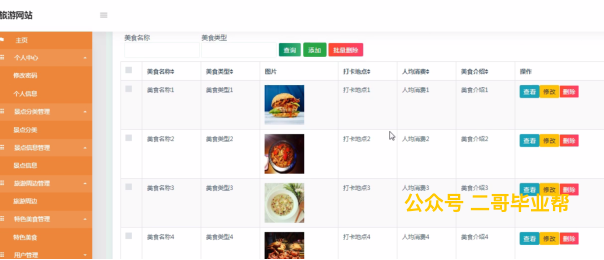 旅游网站
主页
个人中心
修改密码
个人信息
景点分类管理
景点分类
景点信息管理
景点信息
旅游周边管理
旅游周边
特色美食管理
特色美食
用户管理
美食名称 美食类型
查询 添加 批量删除
美食名称 美食类型 图片 打卡地点 人均消费 美食介绍 操作
美食名称1 美食类型1 打卡地点1 人均消费1 美食介绍1 查看 修改 删除
美食名称2 美食类型2 打卡地点2 人均消费2 美食介绍2 查看 修改 删除
美食名称3 美食类型3 打卡地点3 人均消费3 美食介绍3 查看 修改 删除
公众号 二哥毕业帮
美食名称4 美食类型4 打卡地点4 人均消费4 美食介绍4 查看 修改 删除